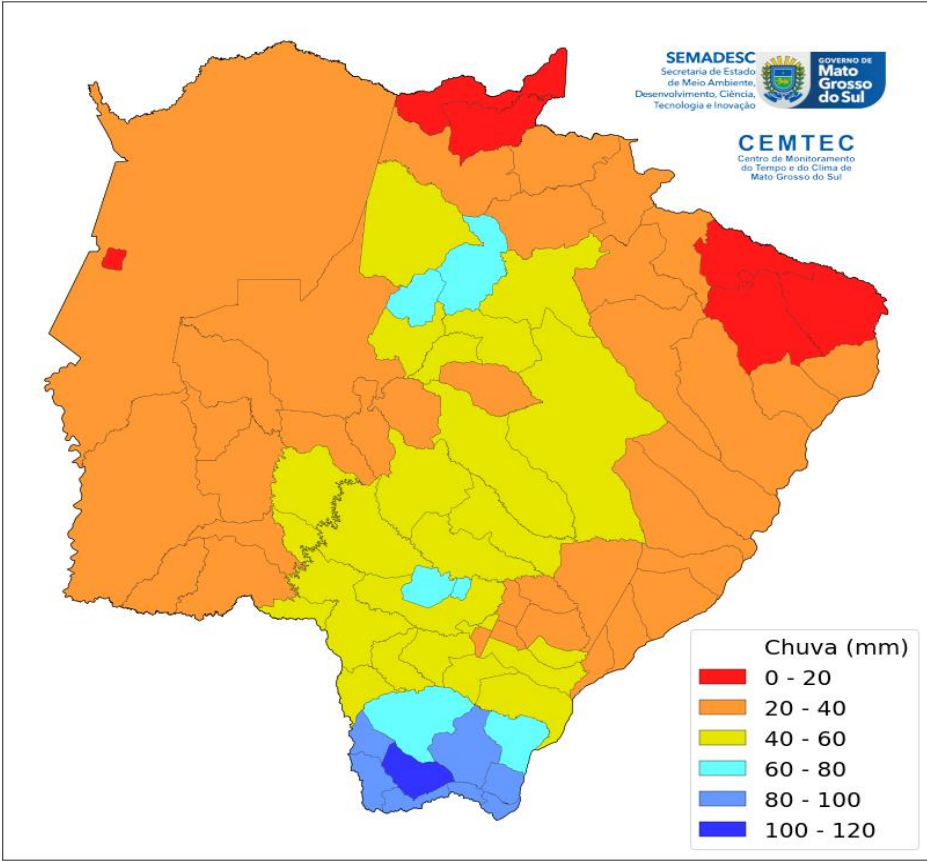 SEMADESC
Secretaria de Estado
de Meio Ambiente,
Desenvolvimento, Ciência,
Tecnologia e Inovação
GOVERNO DE
Mato
Grosso
do Sul
CEMTEC
Centro de Monitoramento
do Tempo e do Clima de
Mato Grosso do Sul
Chuva (mm)
0 - 20
20 - 40
40 - 60
60 - 80
80 - 100
100 - 120